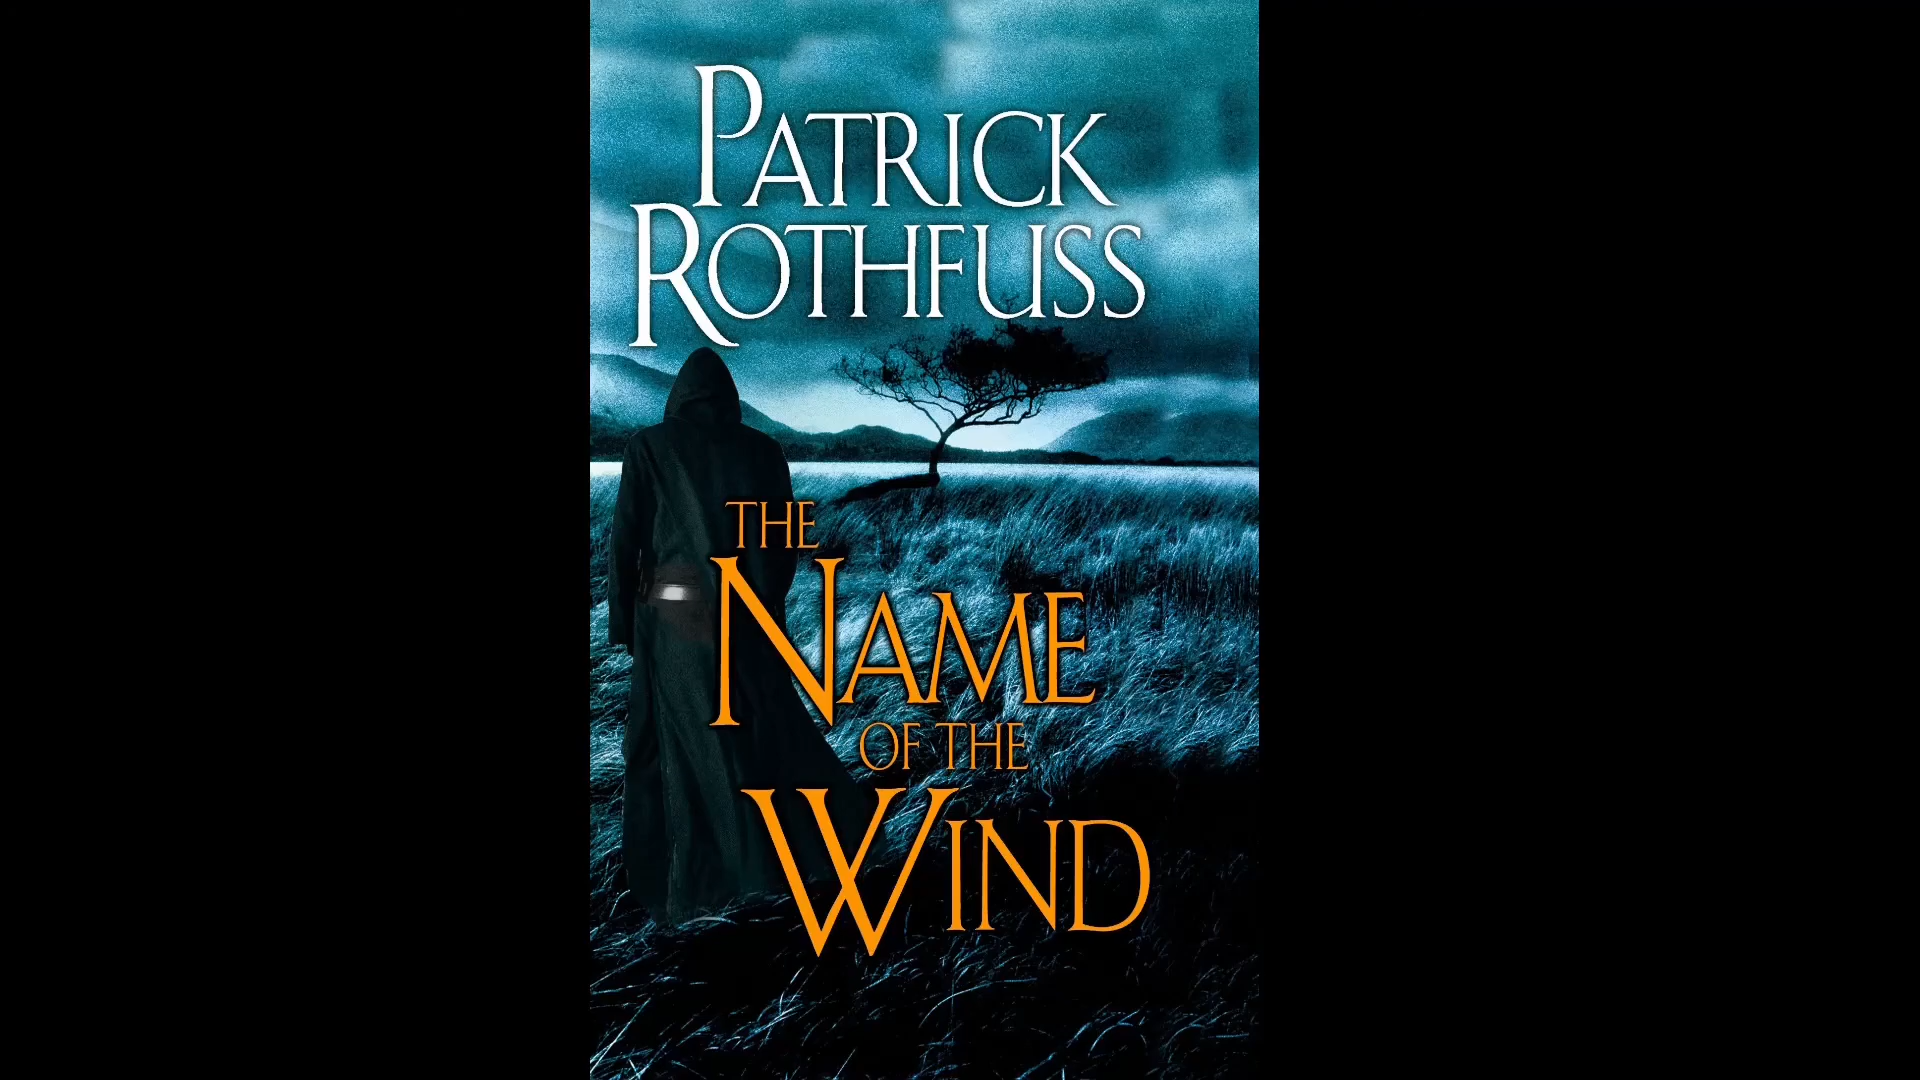 PATRICK
ROTHFUSS
THE
NAME
OF THE
WIND